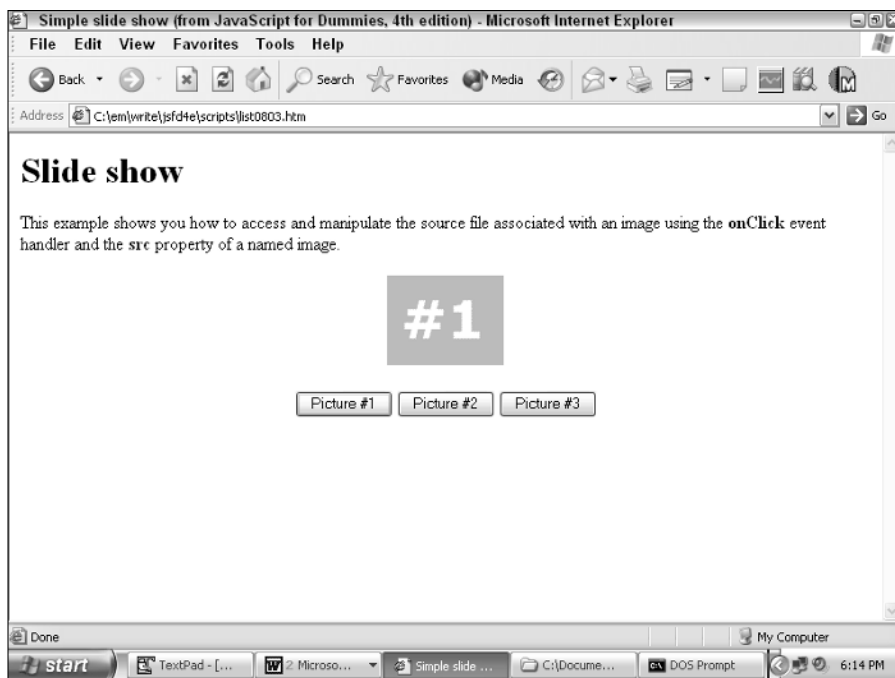 Simple slide show (from JavaScript for Dummies, 4th edition) - Microsoft Internet Explorer
File Edit View Favorites Tools Help
Back Search Favorites Media
Address C:\em\write\jsfd4e\scripts\list0803.htm Go
Slide show
This example shows you how to access and manipulate the source file associated with an image using the onClick event
handler and the src property of a named image.
#1
Picture #1 Picture #2 Picture #3
Done My Computer
start TextPad - [... 2 Microso... Simple slide ... C:\Docume... DOS Prompt 6:14 PM